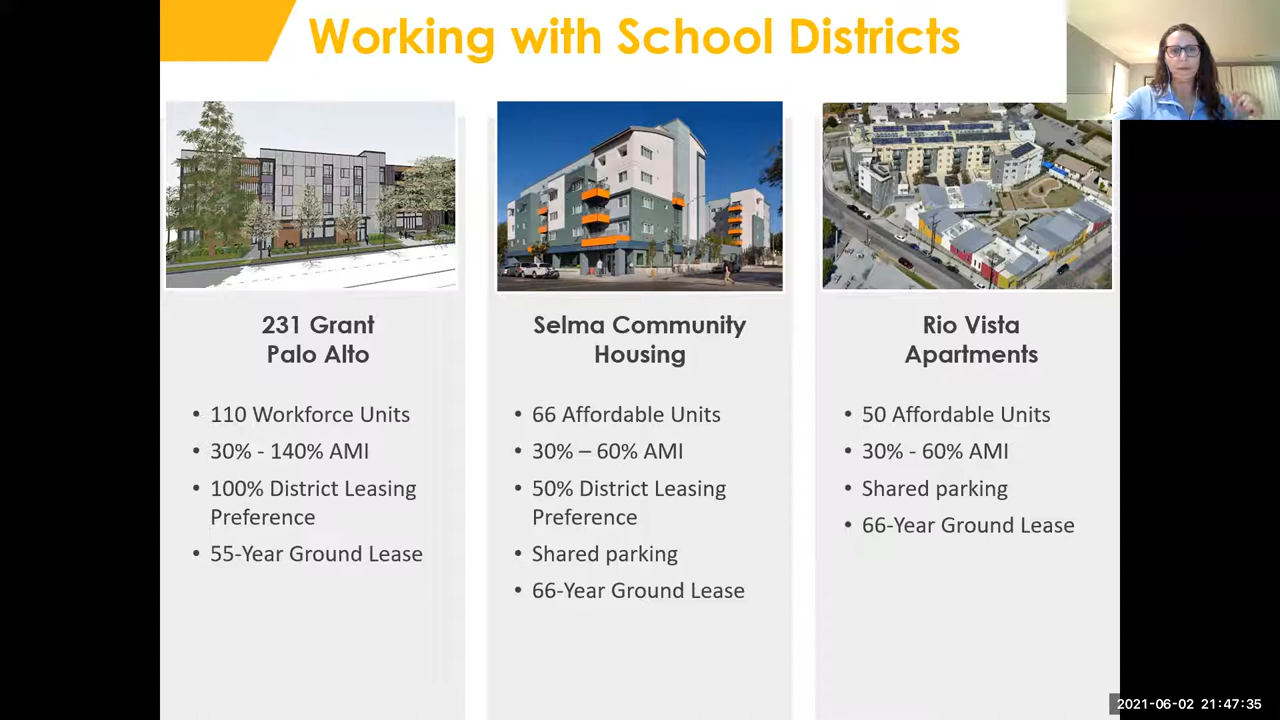 Working with School Districts
231 Grant
Palo Alto
• 110 Workforce Units
• 30% - 140% AMI
• 100% District Leasing
Preference
• 55-Year Ground Lease
Selma Community
Housing
• 66 Affordable Units
• 30% – 60% AMI
• 50% District Leasing
Preference
• Shared parking
• 66-Year Ground Lease
Rio Vista
Apartments
• 50 Affordable Units
• 30% - 60% AMI
• Shared parking
• 66-Year Ground Lease
2021-06-02 21:47:35